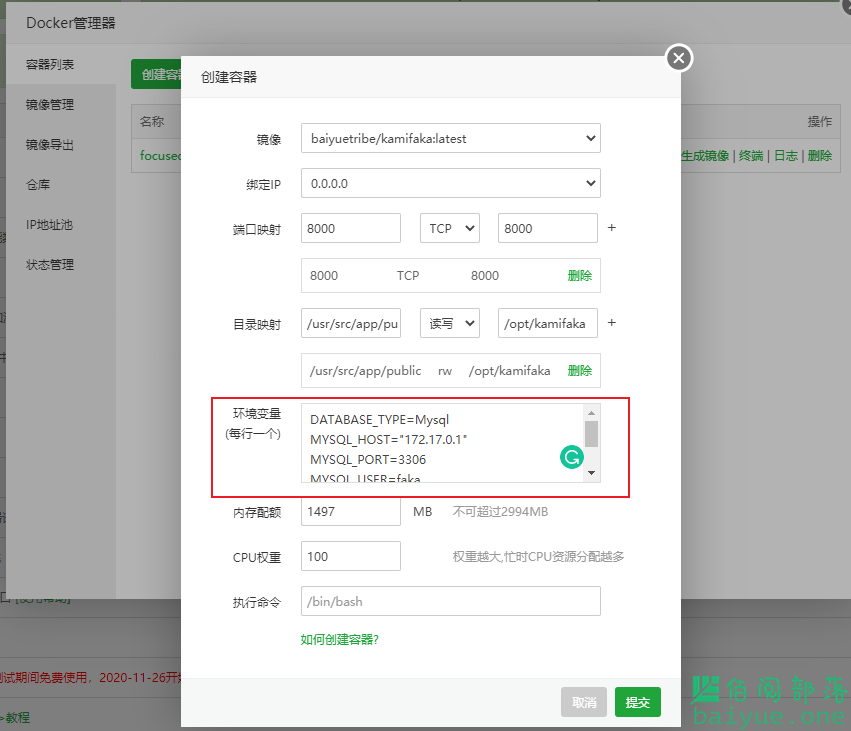 Docker管理器
容器列表
镜像管理
镜像导出
仓库
IP地址池
状态管理
创建容
名称
操作
生成镜像 | 终端 | 日志 | 删除
创建容器
镜像 baiyuetribe/kamifaka:latest
绑定IP 0.0.0.0
端口映射 8000 TCP 8000 +
8000 TCP 8000 删除
目录映射 /usr/src/app/pu 读写 /opt/kamifaka +
/usr/src/app/public rw /opt/kamifaka 删除
环境变量
(每行一个)
DATABASE_TYPE=Mysql
MYSQL_HOST="172.17.0.1"
MYSQL_PORT=3306
MYSQL_USER=faka
内存配额 1497 MB 不可超过2994MB
CPU权重 100 权重越大,忙时CPU资源分配越多
执行命令 /bin/bash
如何创建容器?
取消 提交
测试期间免费使用，2020-11-26开
>教程
佰阅部落
baiyue.one